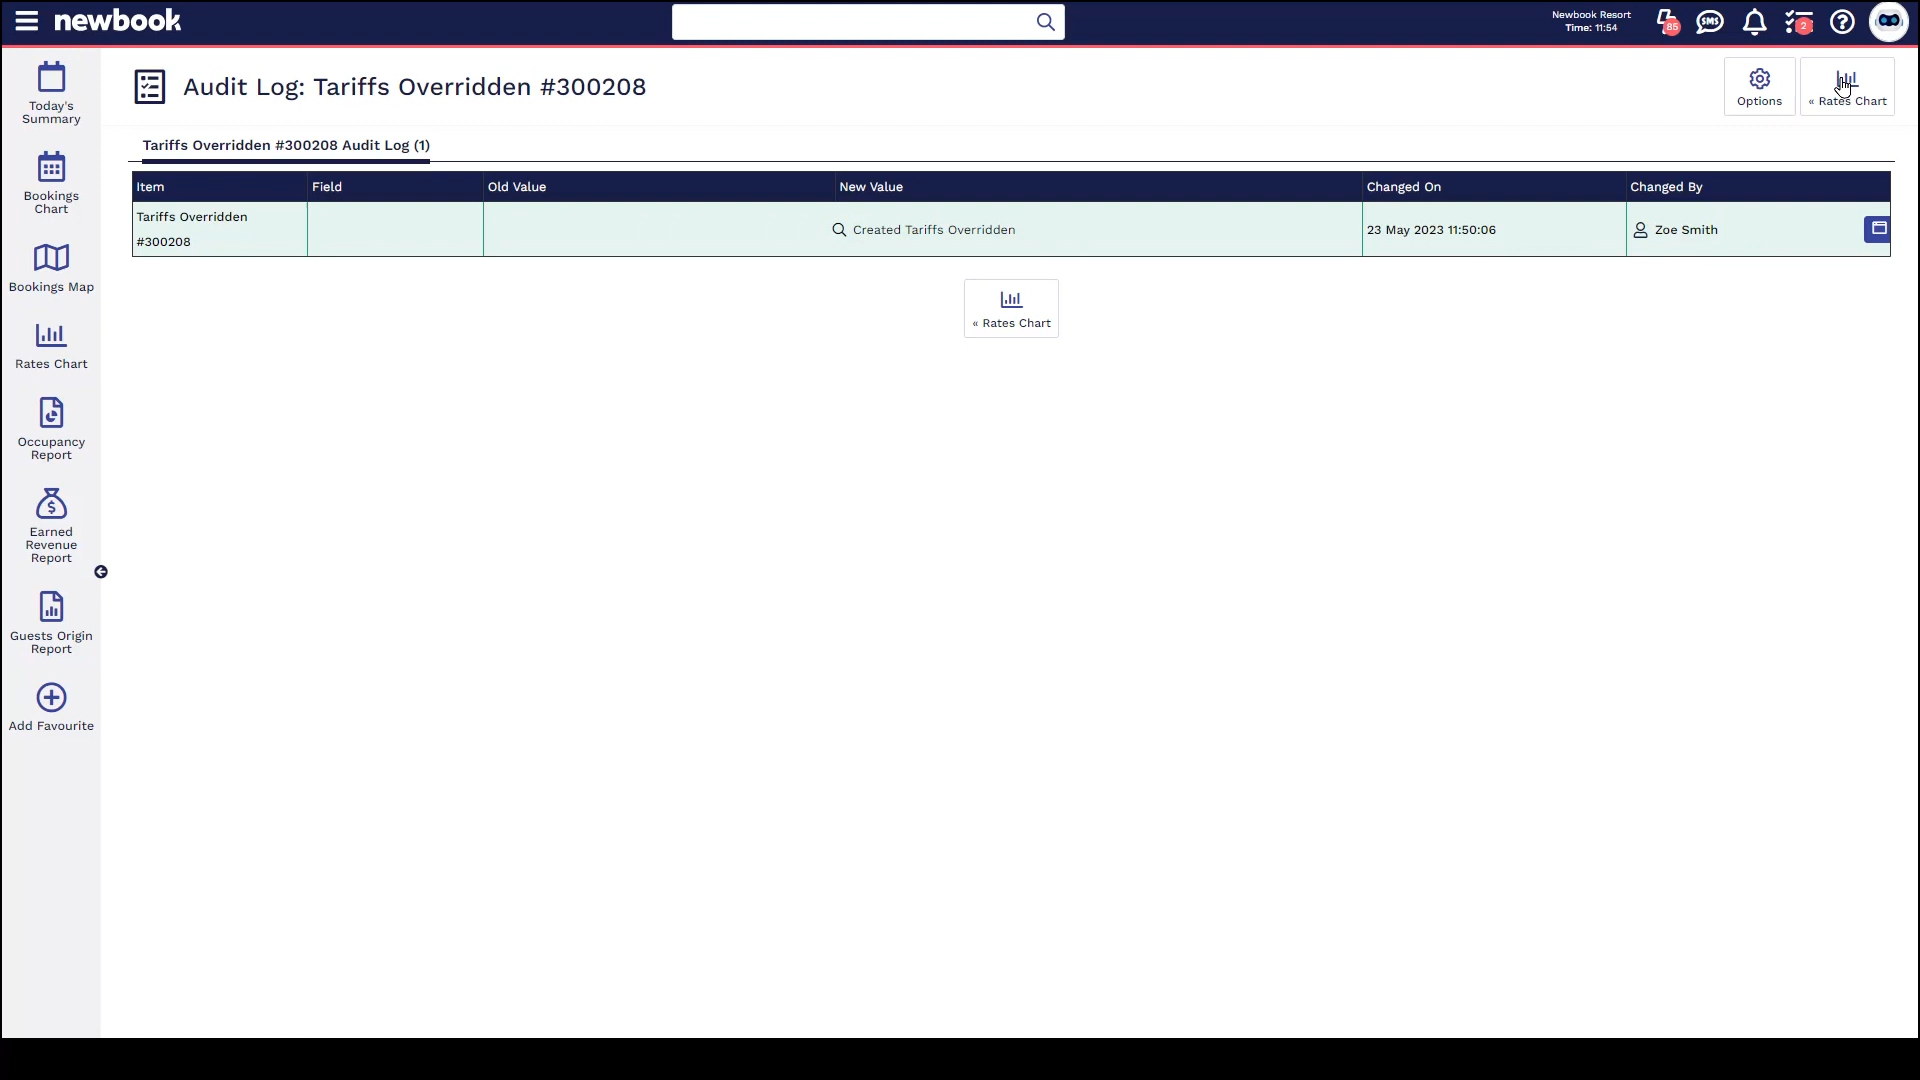 newbook
Newbook Resort
Time: 11:54
85
SMS
2
Today's
Summary
Bookings
Chart
Bookings Map
Rates Chart
Occupancy
Report
Earned
Revenue
Report
Guests Origin
Report
Add Favourite
Audit Log: Tariffs Overridden #300208
Options
« Rates Chart
Tariffs Overridden #300208 Audit Log (1)
Item Field Old Value New Value Changed On Changed By
Tariffs Overridden
#300208
Created Tariffs Overridden 23 May 2023 11:50:06 Zoe Smith
« Rates Chart